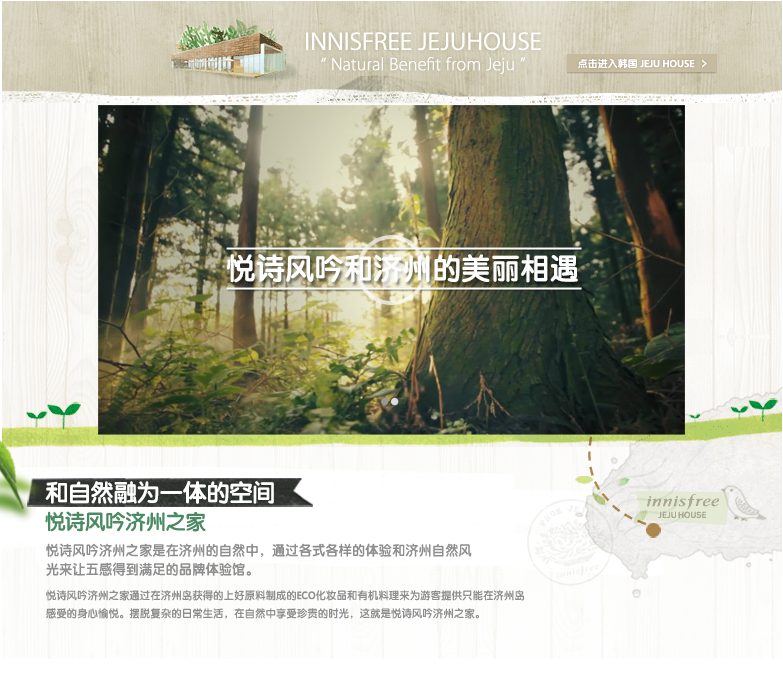 INNISFREE JEJUHOUSE
“ Natural Benefit from Jeju ”
点击进入韩国 JEJU HOUSE >
悦诗风吟和济州的美丽相遇
和自然融为一体的空间
悦诗风吟济州之家
悦诗风吟济州之家是在济州的自然中，通过各式各样的体验和济州自然风
光来让五感得到满足的品牌体验馆。
悦诗风吟济州之家通过在济州岛获得的上好原料制成的ECO化妆品和有机料理来为游客提供只能在济州岛
感受的身心愉悦。摆脱复杂的日常生活，在自然中享受珍贵的时光，这就是悦诗风吟济州之家。
innisfree
JEJU HOUSE